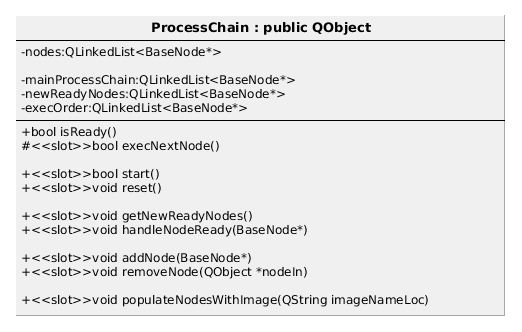 ProcessChain : public QObject
-nodes:QLinkedList<BaseNode*>
-mainProcessChain:QLinkedList<BaseNode*>
-newReadyNodes:QLinkedList<BaseNode*>
-execOrder:QLinkedList<BaseNode*>
+bool isReady()
#<<slot>>bool execNextNode()
+<<slot>>bool start()
+<<slot>>void reset()
+<<slot>>void getNewReadyNodes()
+<<slot>>void handleNodeReady(BaseNode*)
+<<slot>>void addNode(BaseNode*)
+<<slot>>void removeNode(QObject *nodeIn)
+<<slot>>void populateNodesWithImage(QString imageNameLoc)